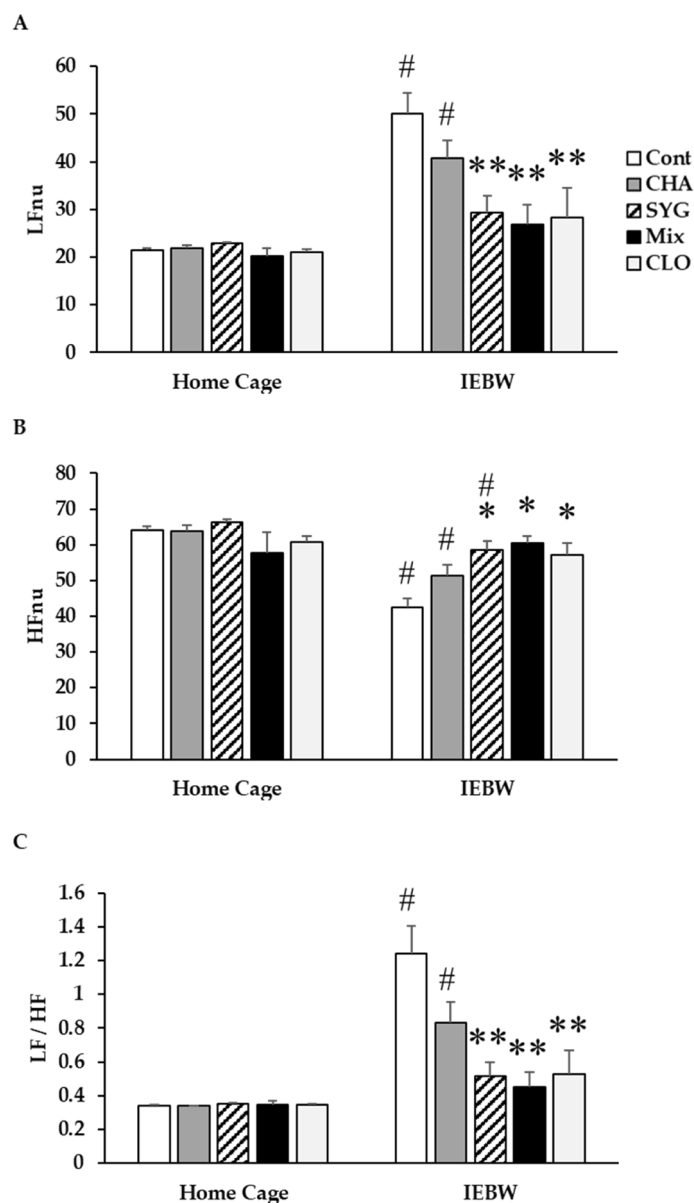 A
60
50
40
30
20
10
0
LFnu
# # ** ** **
Home Cage IEBW
Cont
CHA
SYG
Mix
CLO
B
80
70
60
50
40
30
20
10
0
HFnu
#
# # * * *
Home Cage IEBW
C
1.6
1.4
1.2
1
0.8
0.6
0.4
0.2
0
LF / HF
# # ** ** **
Home Cage IEBW